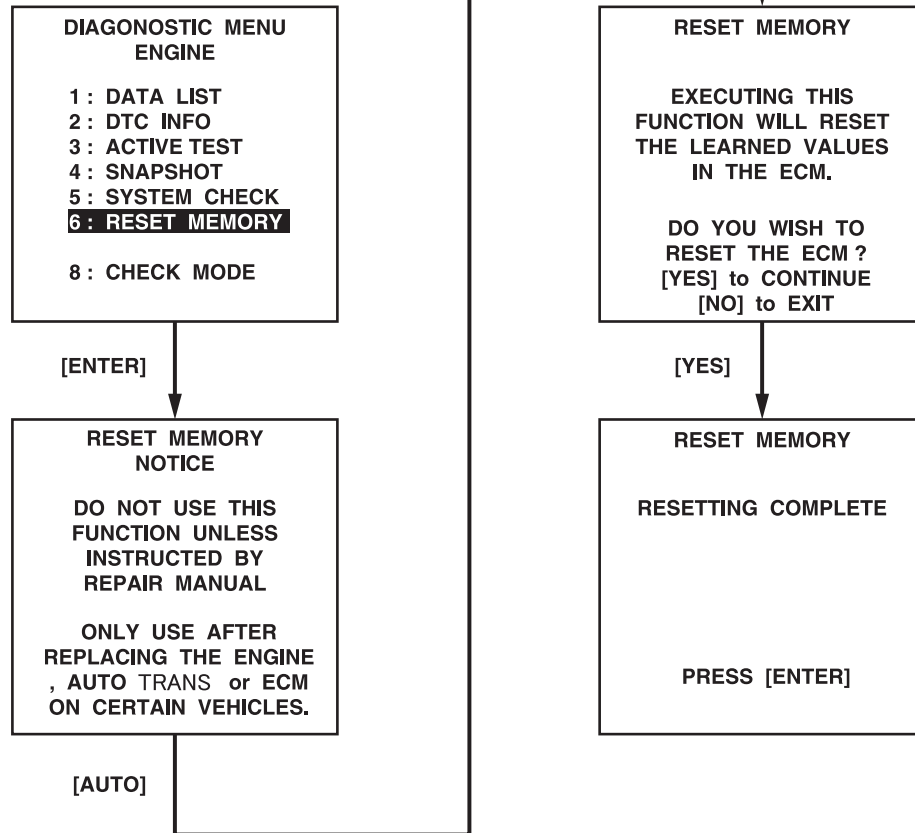 DIAGONOSTIC MENU
ENGINE
1 : DATA LIST
2 : DTC INFO
3 : ACTIVE TEST
4 : SNAPSHOT
5 : SYSTEM CHECK
6 : RESET MEMORY
8 : CHECK MODE
[ENTER]
RESET MEMORY
NOTICE
DO NOT USE THIS
FUNCTION UNLESS
INSTRUCTED BY
REPAIR MANUAL
ONLY USE AFTER
REPLACING THE ENGINE
, AUTO TRANS or ECM
ON CERTAIN VEHICLES.
[AUTO]
RESET MEMORY
EXECUTING THIS
FUNCTION WILL RESET
THE LEARNED VALUES
IN THE ECM.
DO YOU WISH TO
RESET THE ECM ?
[YES] to CONTINUE
[NO] to EXIT
[YES]
RESET MEMORY
RESETTING COMPLETE
PRESS [ENTER]